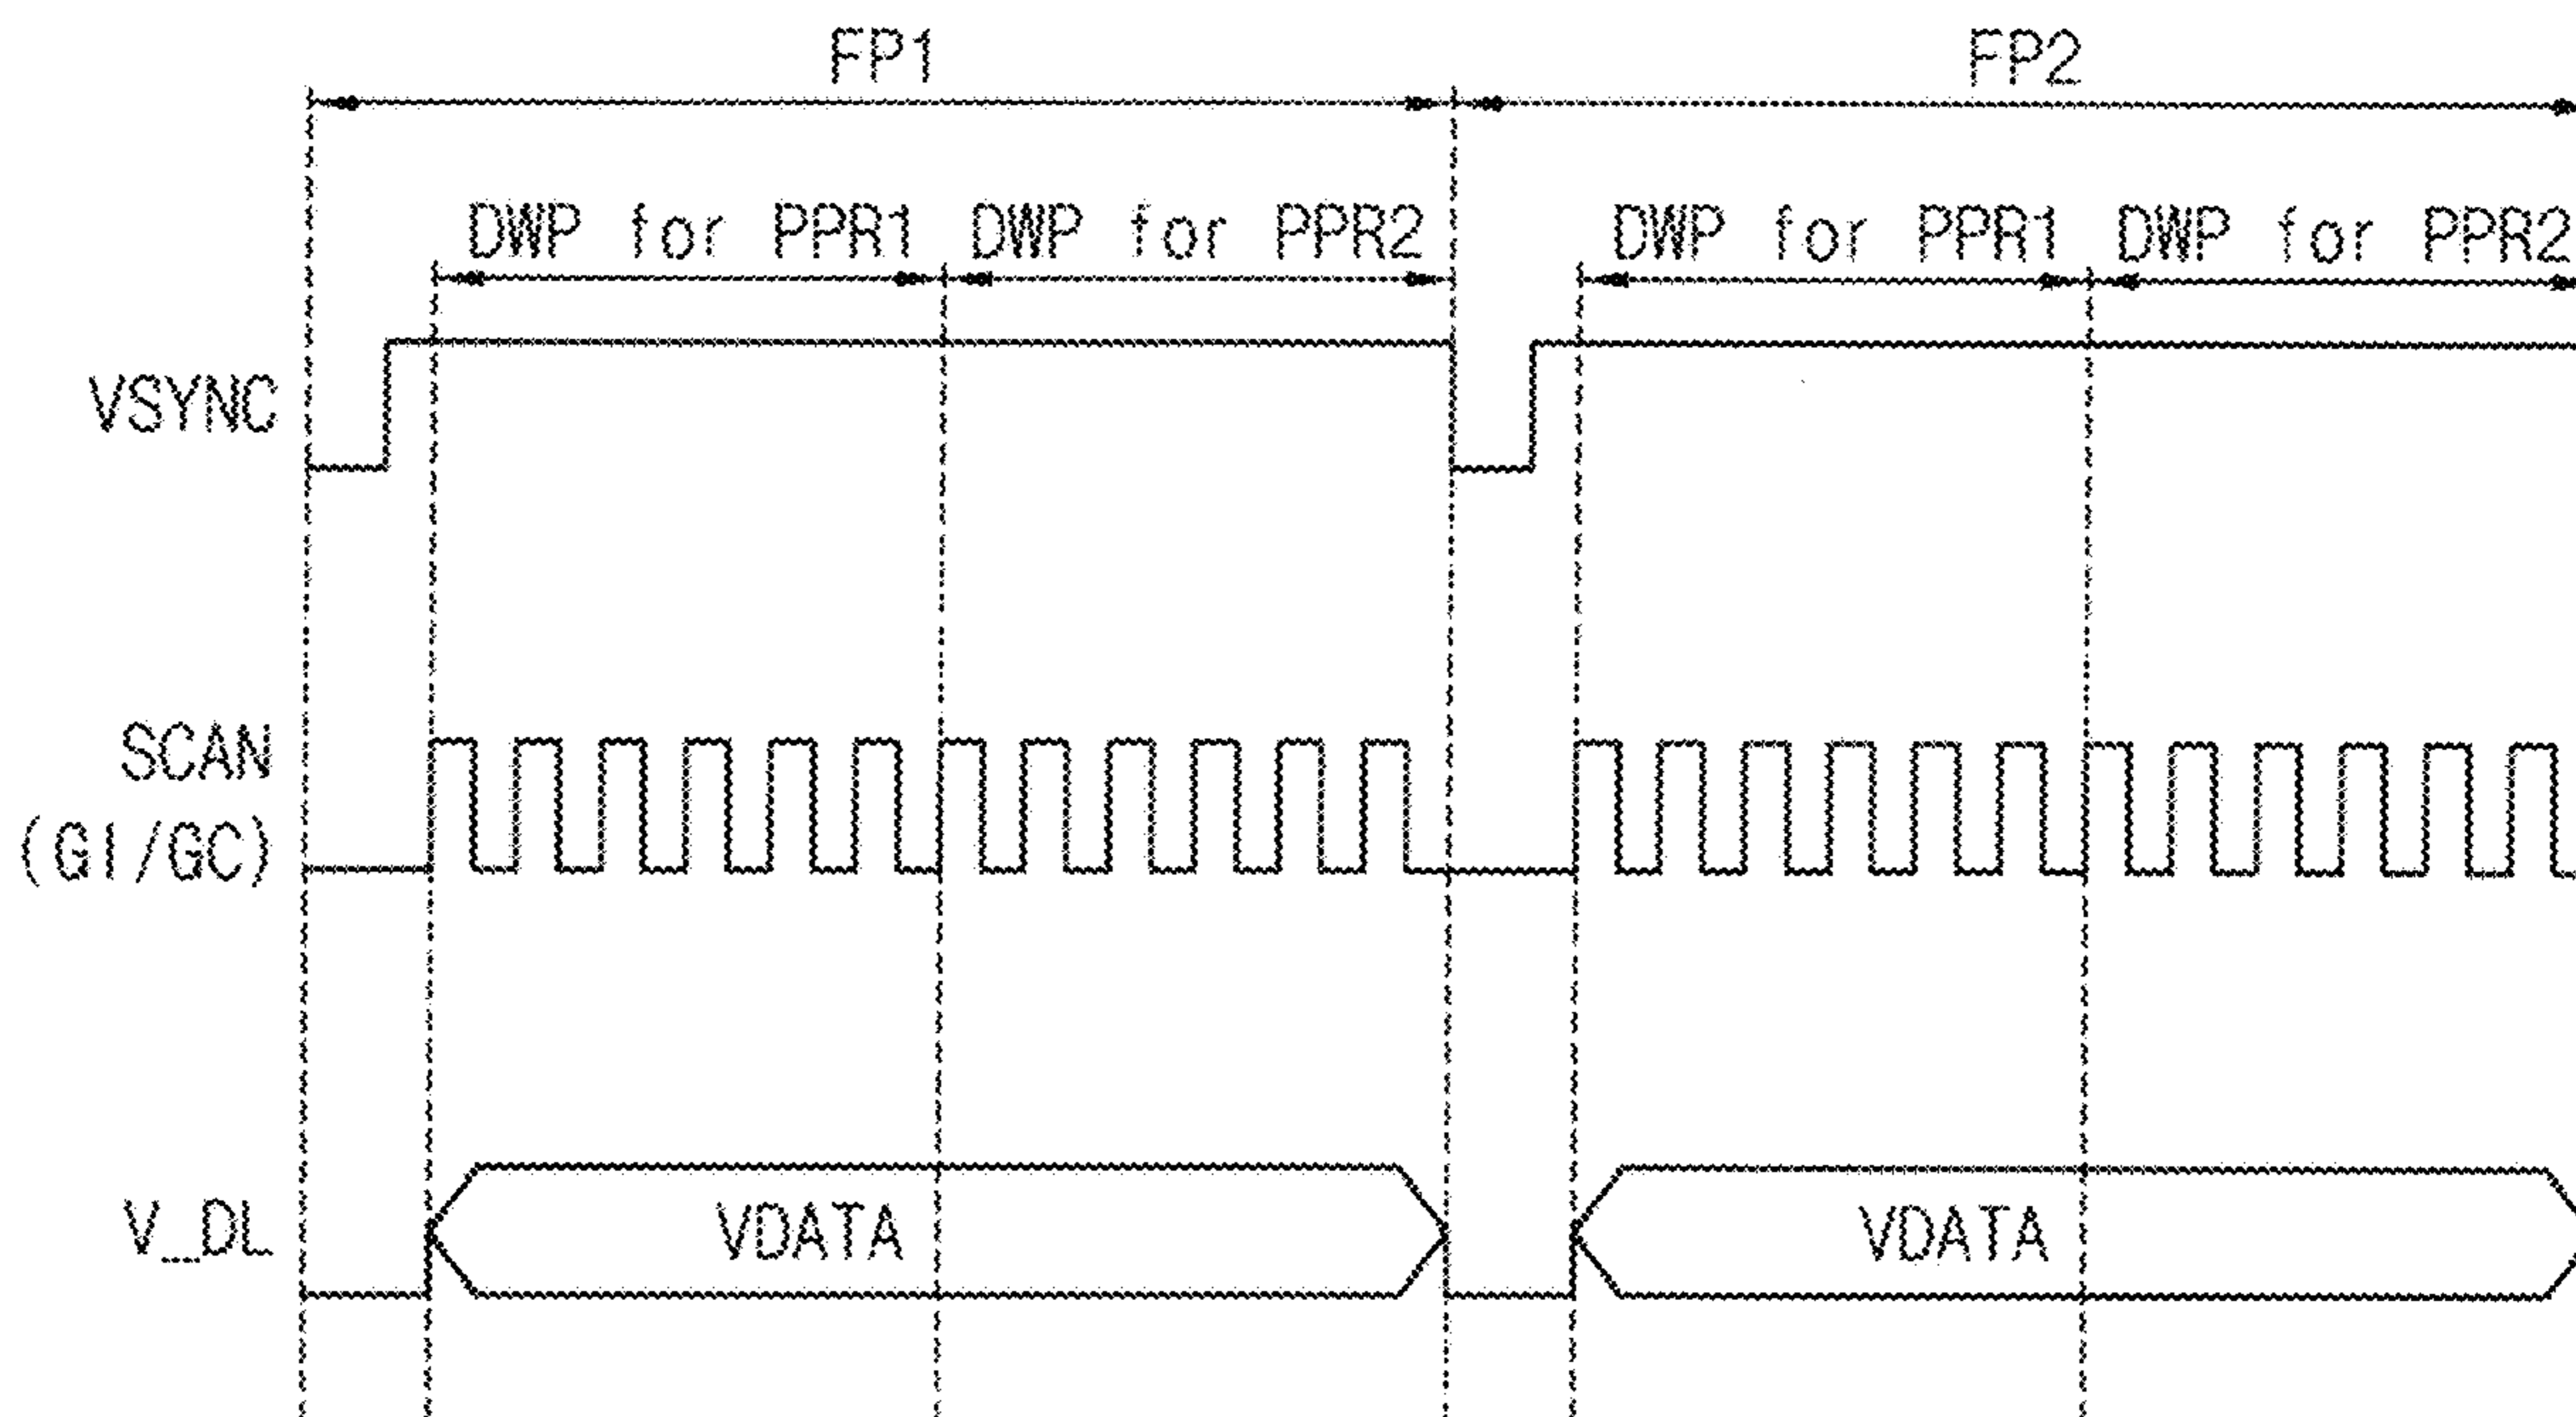 FP1 FP2
DWP for PPR1 DWP for PPR2 DWP for PPR1 DWP for PPR2
VSYNC
SCAN
(GI/GC)
V_DL VDATA VDATA